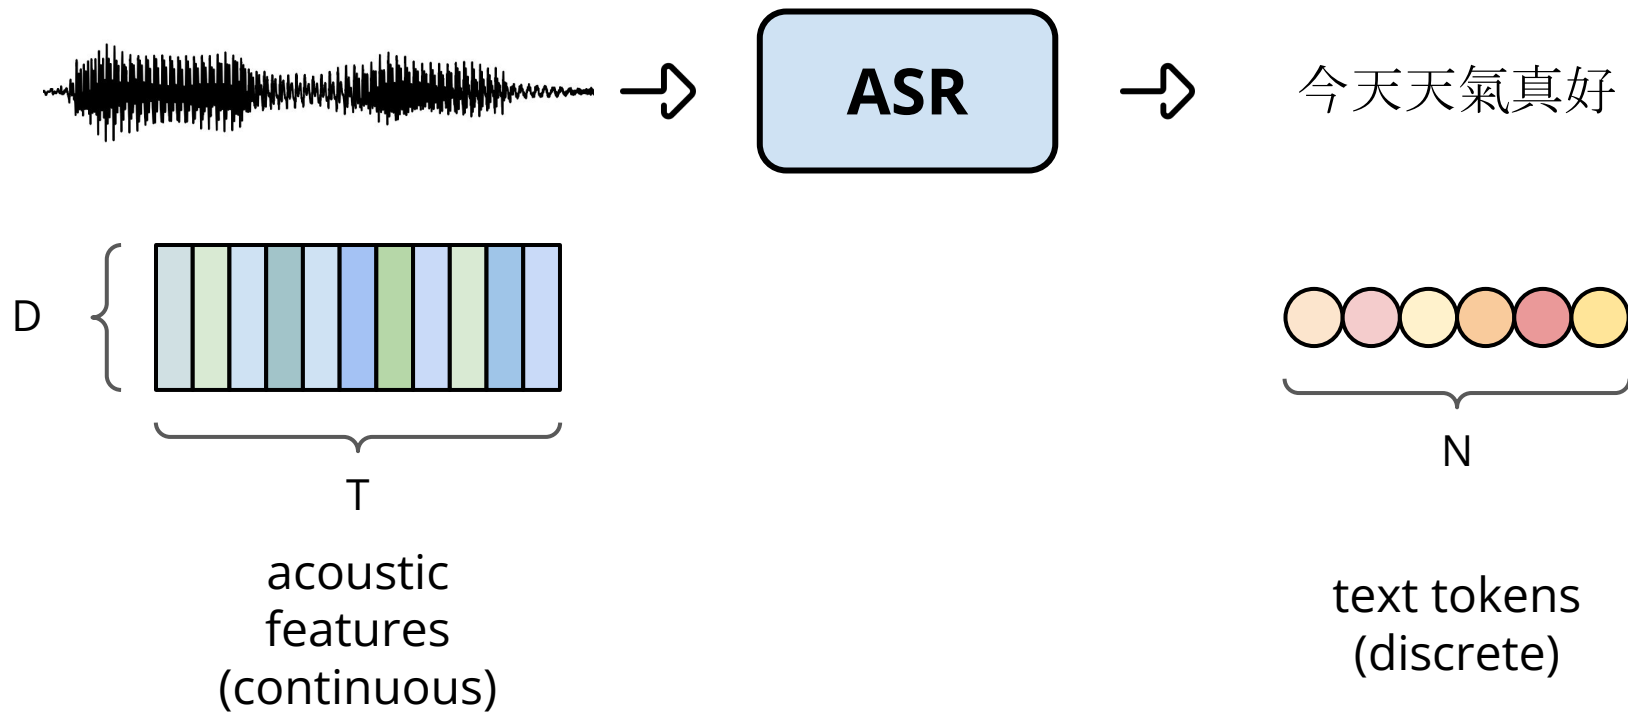 ASR
今天天氣真好
D
T
N
acoustic
features
(continuous)
text tokens
(discrete)